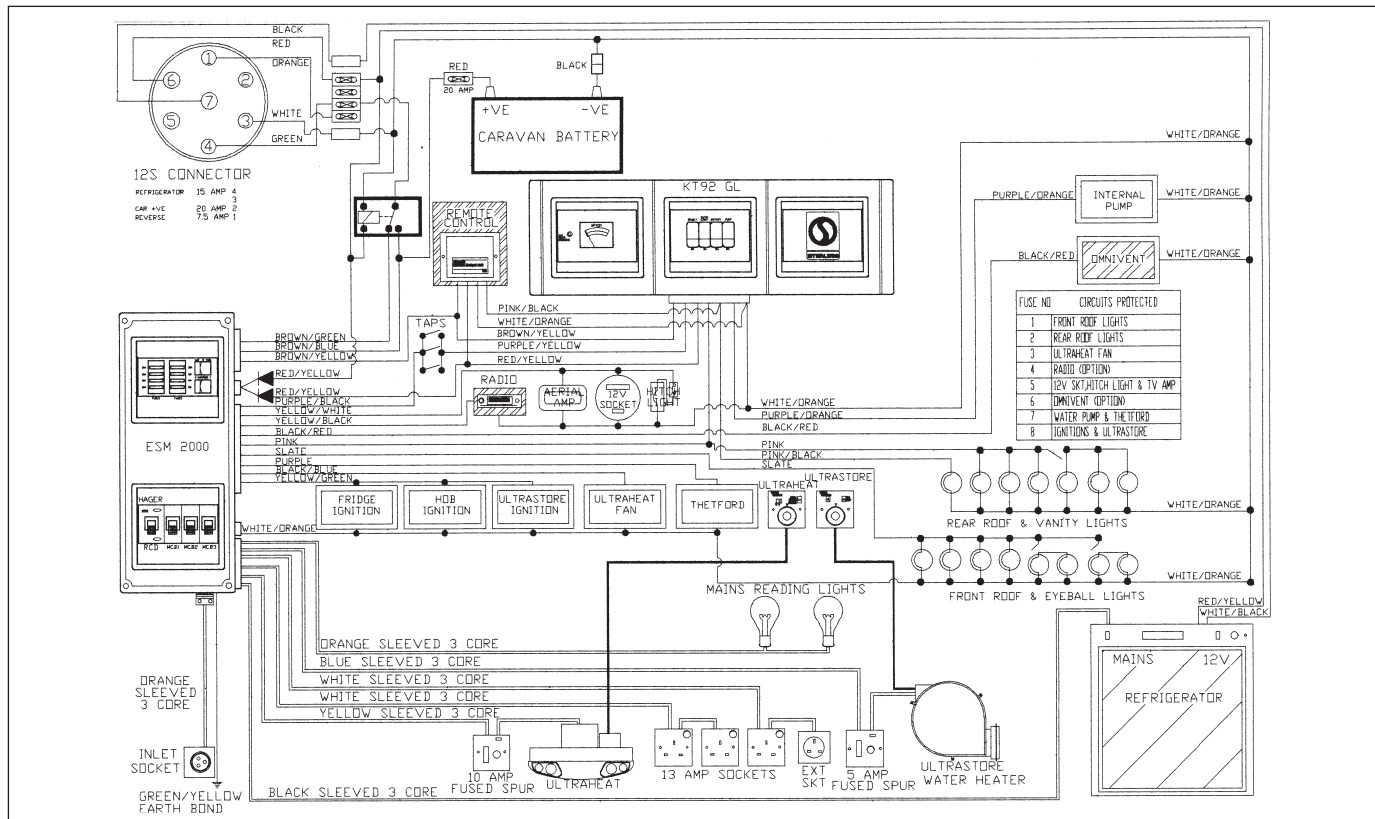 BLACK
RED
ORANGE
1
6
2
7
5
3
4
WHITE
GREEN
12S CONNECTOR
REFRIGERATOR 15 AMP 4
3
CAR +VE 20 AMP 2
REVERSE 7.5 AMP 1
RED
20 AMP
BLACK
+VE -VE
CARAVAN BATTERY
KT92 GL
REMOTE
CONTROL
STERLING
WHITE/ORANGE
PURPLE/ORANGE
INTERNAL
PUMP
WHITE/ORANGE
BLACK/RED
OMNIVENT
WHITE/ORANGE
FUSE NO CIRCUITS PROTECTED
1 FRONT ROOF LIGHTS
2 REAR ROOF LIGHTS
3 ULTRAHEAT FAN
4 RADIO (OPTION)
5 12V SKT,HITCH LIGHT & TV AMP
6 OMNIVENT (OPTION)
7 WATER PUMP & THETFORD
8 IGNITIONS & ULTRASTORE
PINK/BLACK
WHITE/ORANGE
BROWN/YELLOW
PURPLE/YELLOW
RED/YELLOW
TAPS
BROWN/GREEN
BROWN/BLUE
BROWN/YELLOW
RED/YELLOW
RED/YELLOW
PURPLE/BLACK
YELLOW/WHITE
YELLOW/BLACK
BLACK/RED
PINK
SLATE
PURPLE
BLACK/BLUE
YELLOW/GREEN
RADIO
AERIAL
AMP
12V
SOCKET
HITCH
LIGHT
WHITE/ORANGE
PURPLE/ORANGE
BLACK/RED
PINK
PINK/BLACK
SLATE
ESM 2000
HAGER
RCD MCB1 MCB2 MCB3
FRIDGE
IGNITION
HOB
IGNITION
ULTRASTORE
IGNITION
ULTRAHEAT
FAN
THETFORD
ULTRAHEAT
ULTRASTORE
WHITE/ORANGE
WHITE/ORANGE
REAR ROOF & VANITY LIGHTS
WHITE/ORANGE
FRONT ROOF & EYEBALL LIGHTS
MAINS READING LIGHTS
RED/YELLOW
WHITE/BLACK
MAINS 12V
REFRIGERATOR
ORANGE SLEEVED 3 CORE
BLUE SLEEVED 3 CORE
WHITE SLEEVED 3 CORE
WHITE SLEEVED 3 CORE
YELLOW SLEEVED 3 CORE
ORANGE
SLEEVED
3 CORE
INLET
SOCKET
GREEN/YELLOW
EARTH BOND
10 AMP
FUSED SPUR
ULTRAHEAT
13 AMP SOCKETS
EXT
SKT
5 AMP
FUSED SPUR
ULTRASTORE
WATER HEATER
BLACK SLEEVED 3 CORE